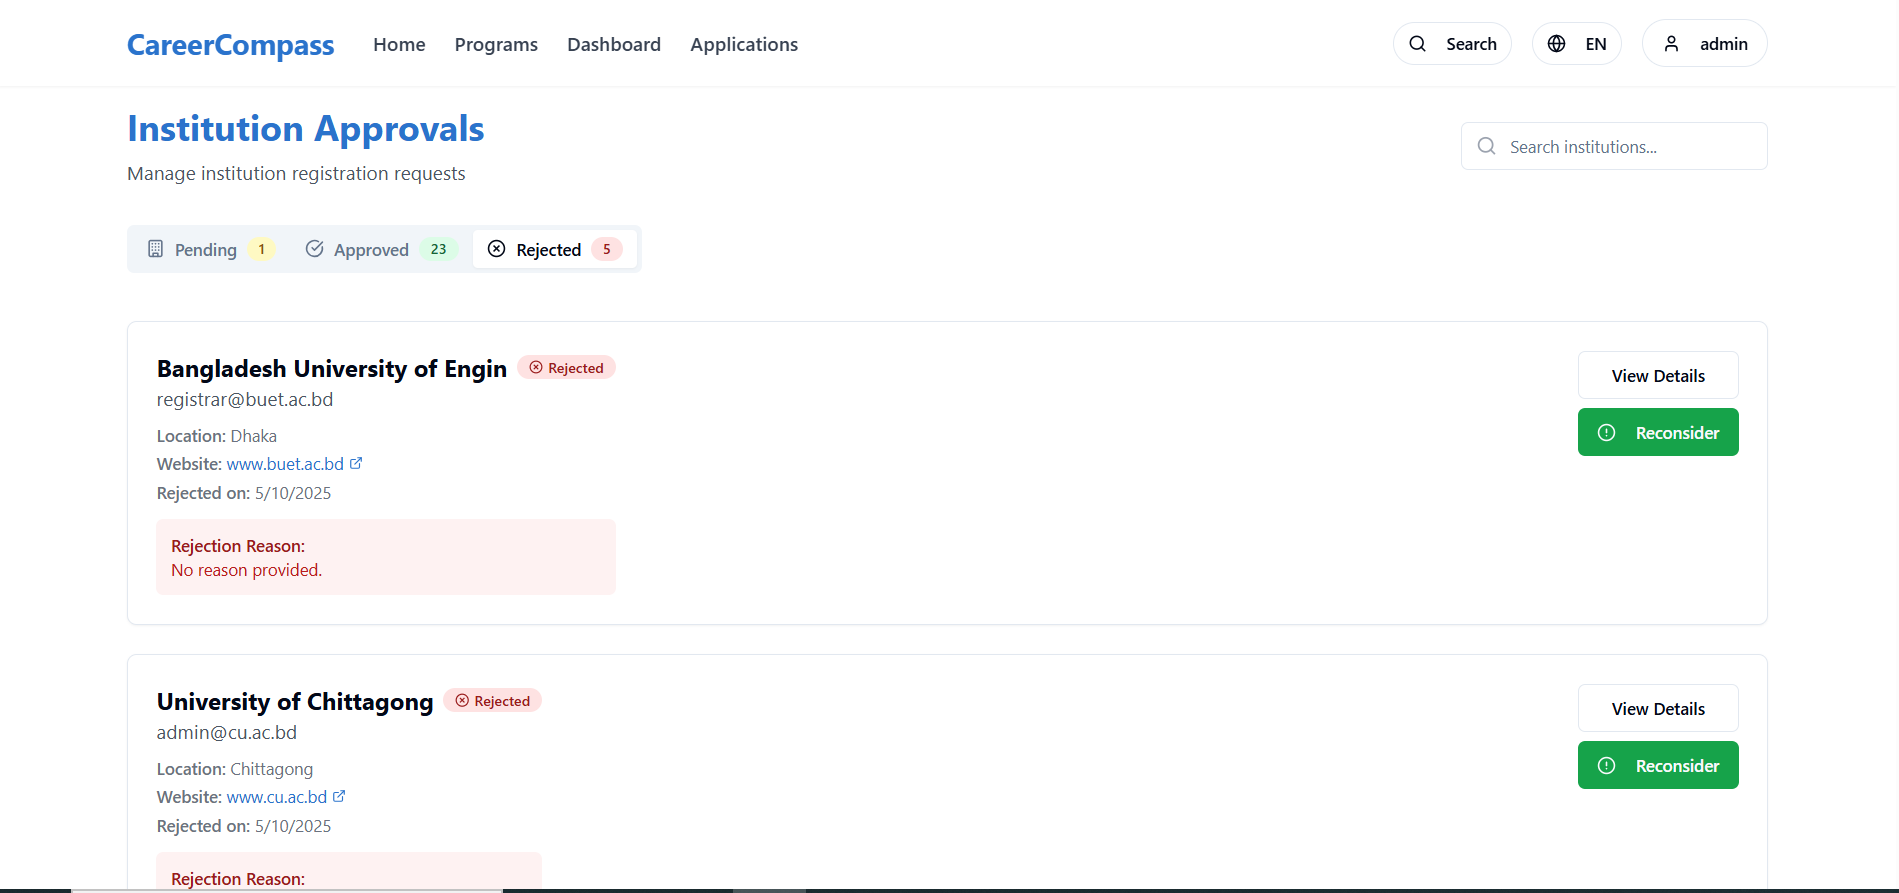 CareerCompass Home Programs Dashboard Applications Search EN admin
Institution Approvals
Manage institution registration requests
Search institutions...
Pending 1 Approved 23 Rejected 5
Bangladesh University of Engin Rejected
registrar@buet.ac.bd
Location: Dhaka
Website: www.buet.ac.bd
Rejected on: 5/10/2025
Rejection Reason:
No reason provided.
View Details
Reconsider
University of Chittagong Rejected
admin@cu.ac.bd
Location: Chittagong
Website: www.cu.ac.bd
Rejected on: 5/10/2025
Rejection Reason:
View Details
Reconsider